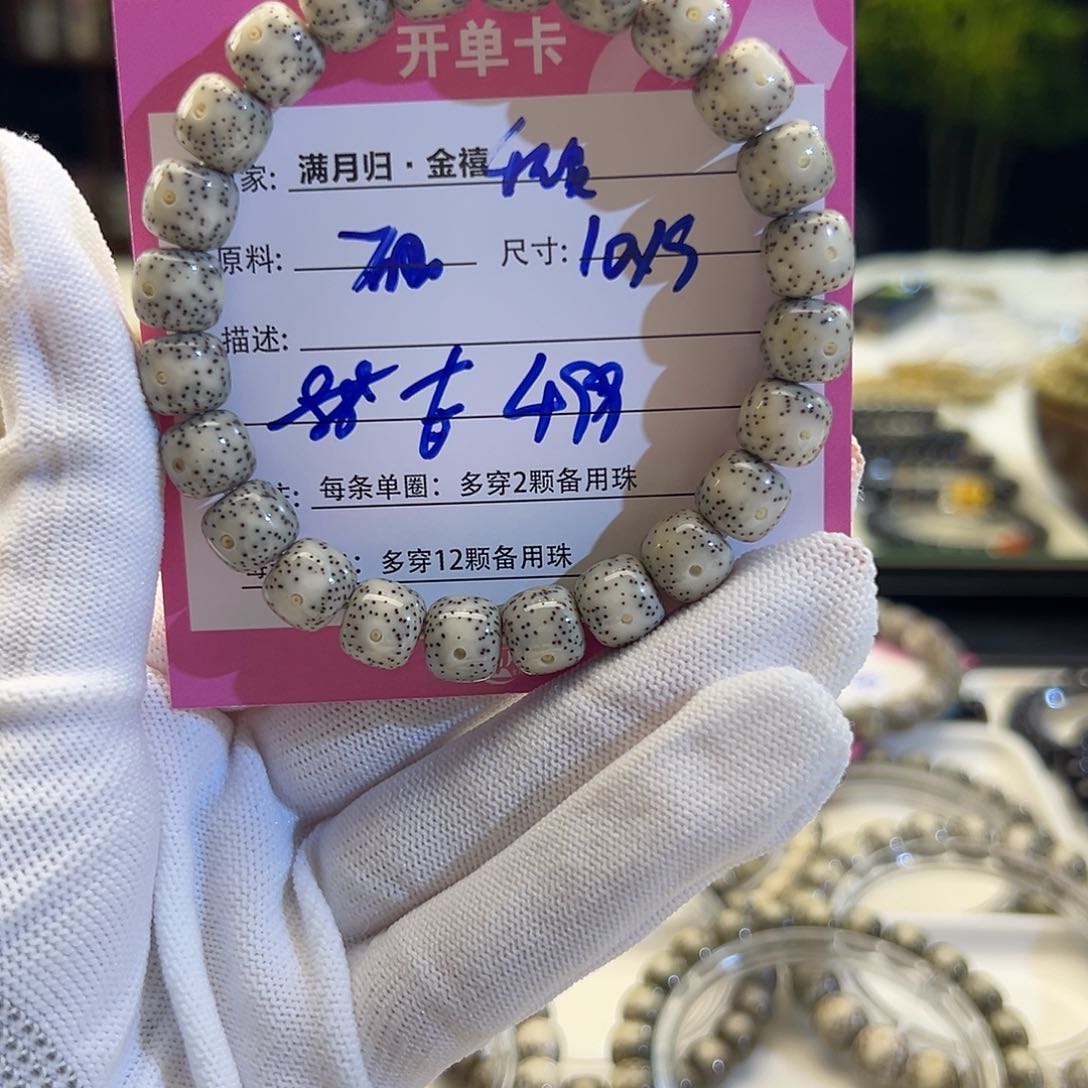 开单卡
家: 满月归·金禧
原料: 尺寸: 10x9
描述:
499
: 每条单圈: 多穿2颗备用珠
: 多穿12颗备用珠